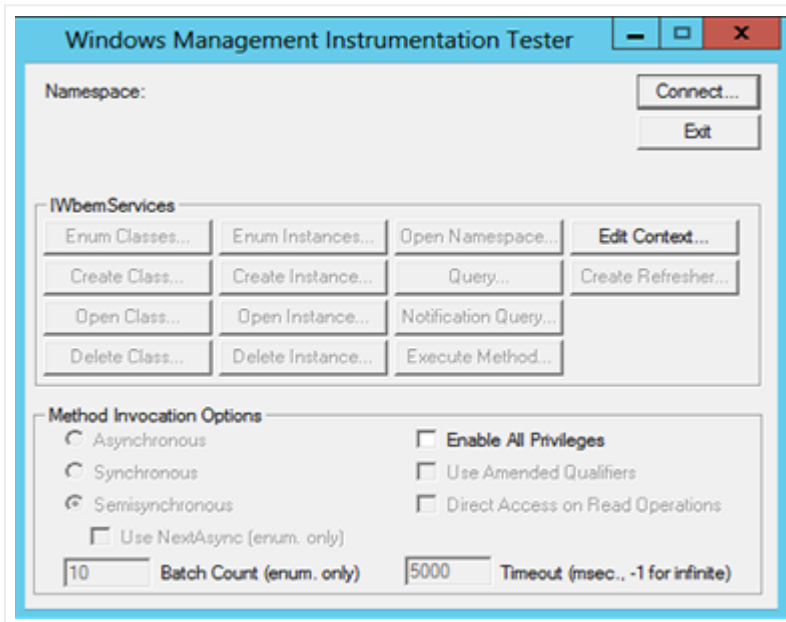 Windows Management Instrumentation Tester
Namespace:
Connect...
Exit
IWbemServices
Enum Classes... Enum Instances... Open Namespace... Edit Context...
Create Class... Create Instance... Query... Create Refresher...
Open Class... Open Instance... Notification Query...
Delete Class... Delete Instance... Execute Method...
Method Invocation Options
Asynchronous Enable All Privileges
Synchronous Use Amended Qualifiers
Semisynchronous Direct Access on Read Operations
Use NextAsync (enum. only)
10 Batch Count (enum. only) 5000 Timeout (msec., -1 for infinite)